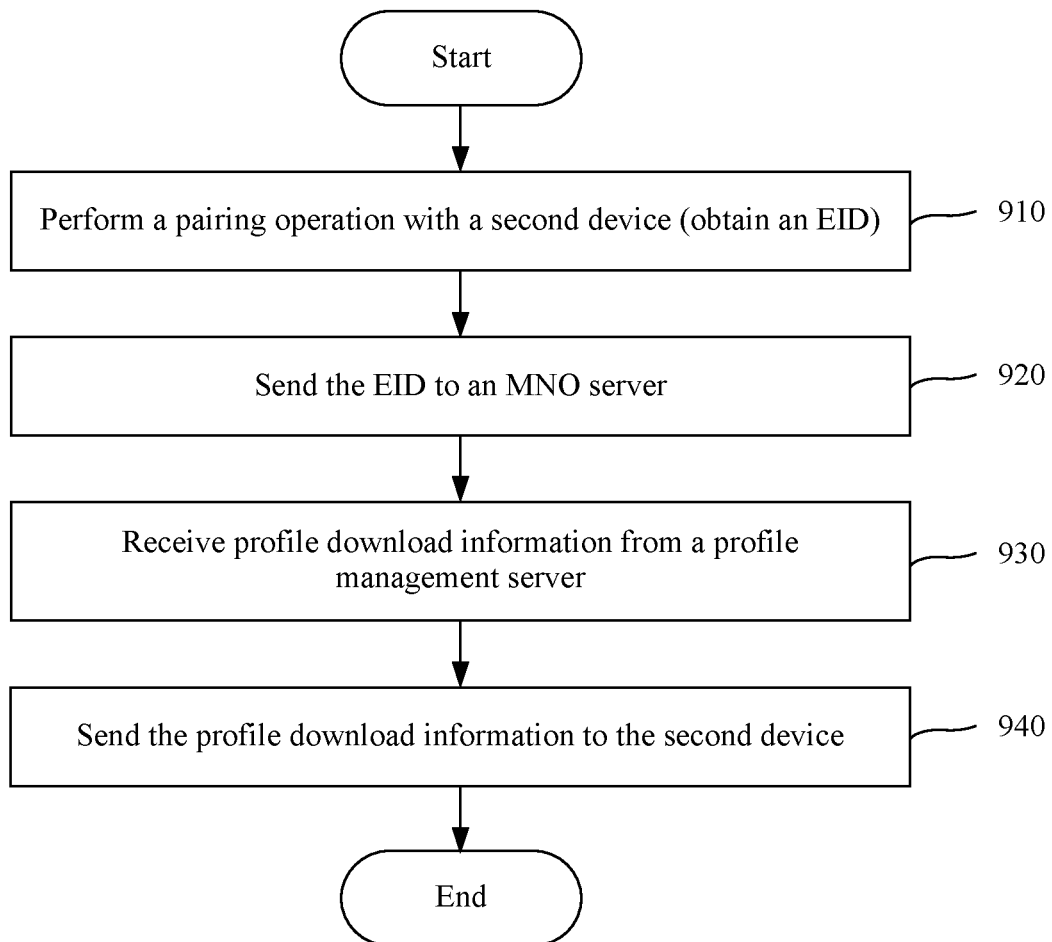 Start
Perform a pairing operation with a second device (obtain an EID)
910
Send the EID to an MNO server
920
Receive profile download information from a profile
management server
930
Send the profile download information to the second device
940
End